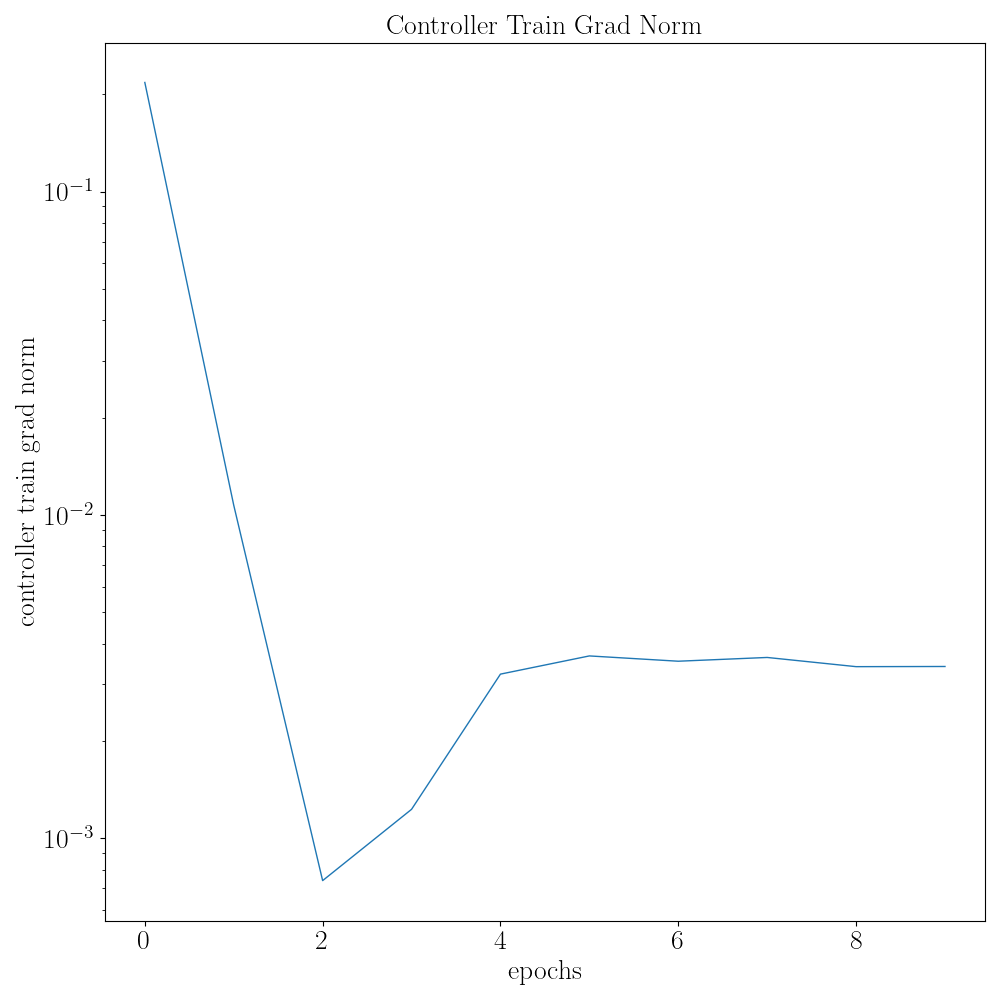 Controller Train Grad Norm
controller train grad norm
10⁻¹
10⁻²
10⁻³
0 2 4 6 8
epochs